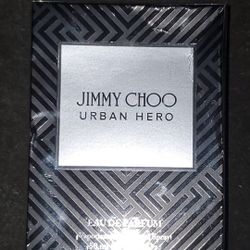 JIMMY CHOO
URBAN HERO
EAU DE PARFUM